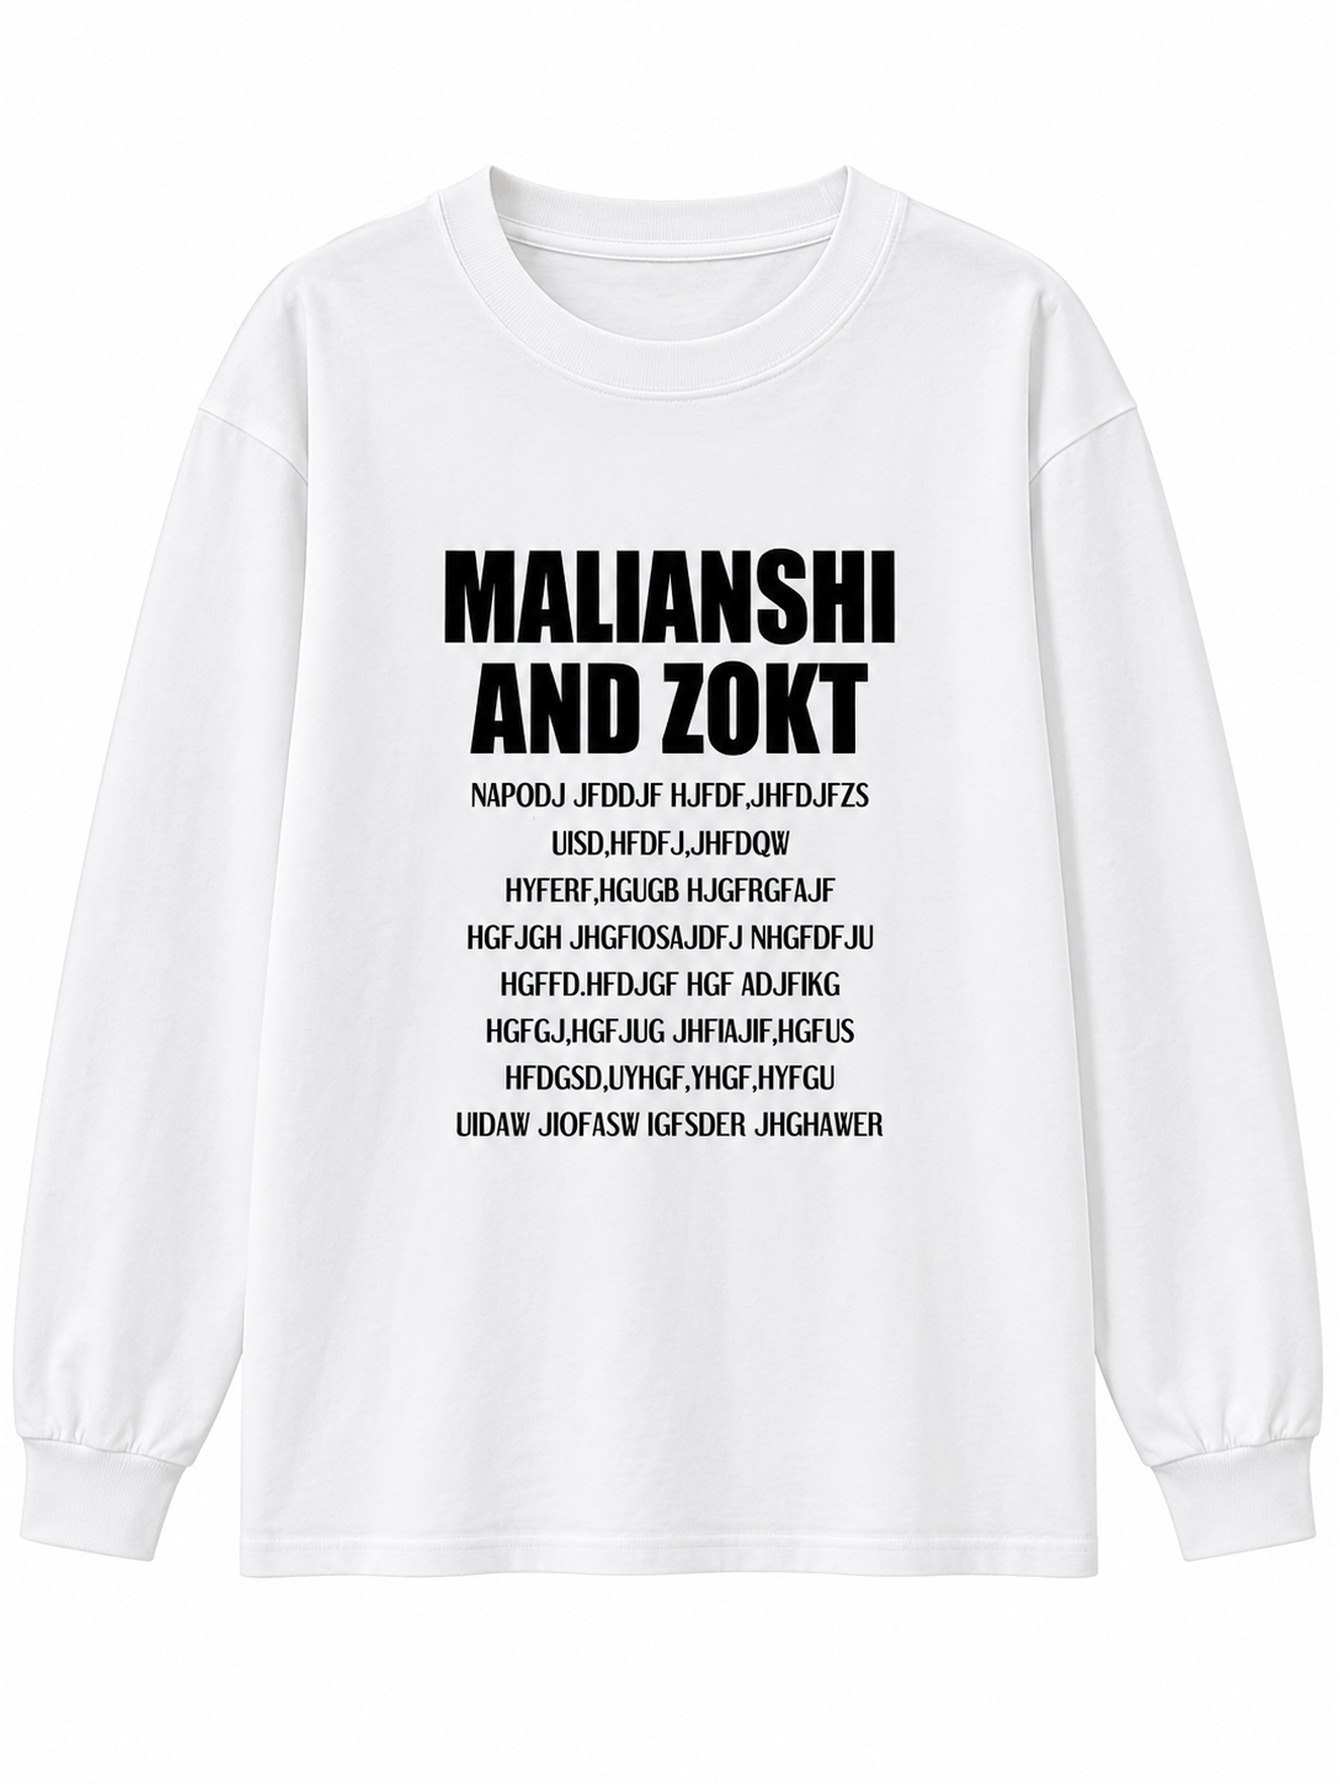 MALIANSHI
AND ZOKT
NAPODJ JFDDJF HJFDF,JHFDJFZS
UISD,HFDFJ,JHFDQW
HYFERF,HGUGB HJGFRGFAJF
HGFJGH JHGFIOSAJDFJ NHGFDFJU
HGFFD.HFDJGF HGF ADJFIKG
HGFGJ,HGFJUG JHFIAJIF,HGFUS
HFDGSD,UYHGF,YHGF,HYFGU
UIDAW JIOFASW IGFSDER JHGHAWER